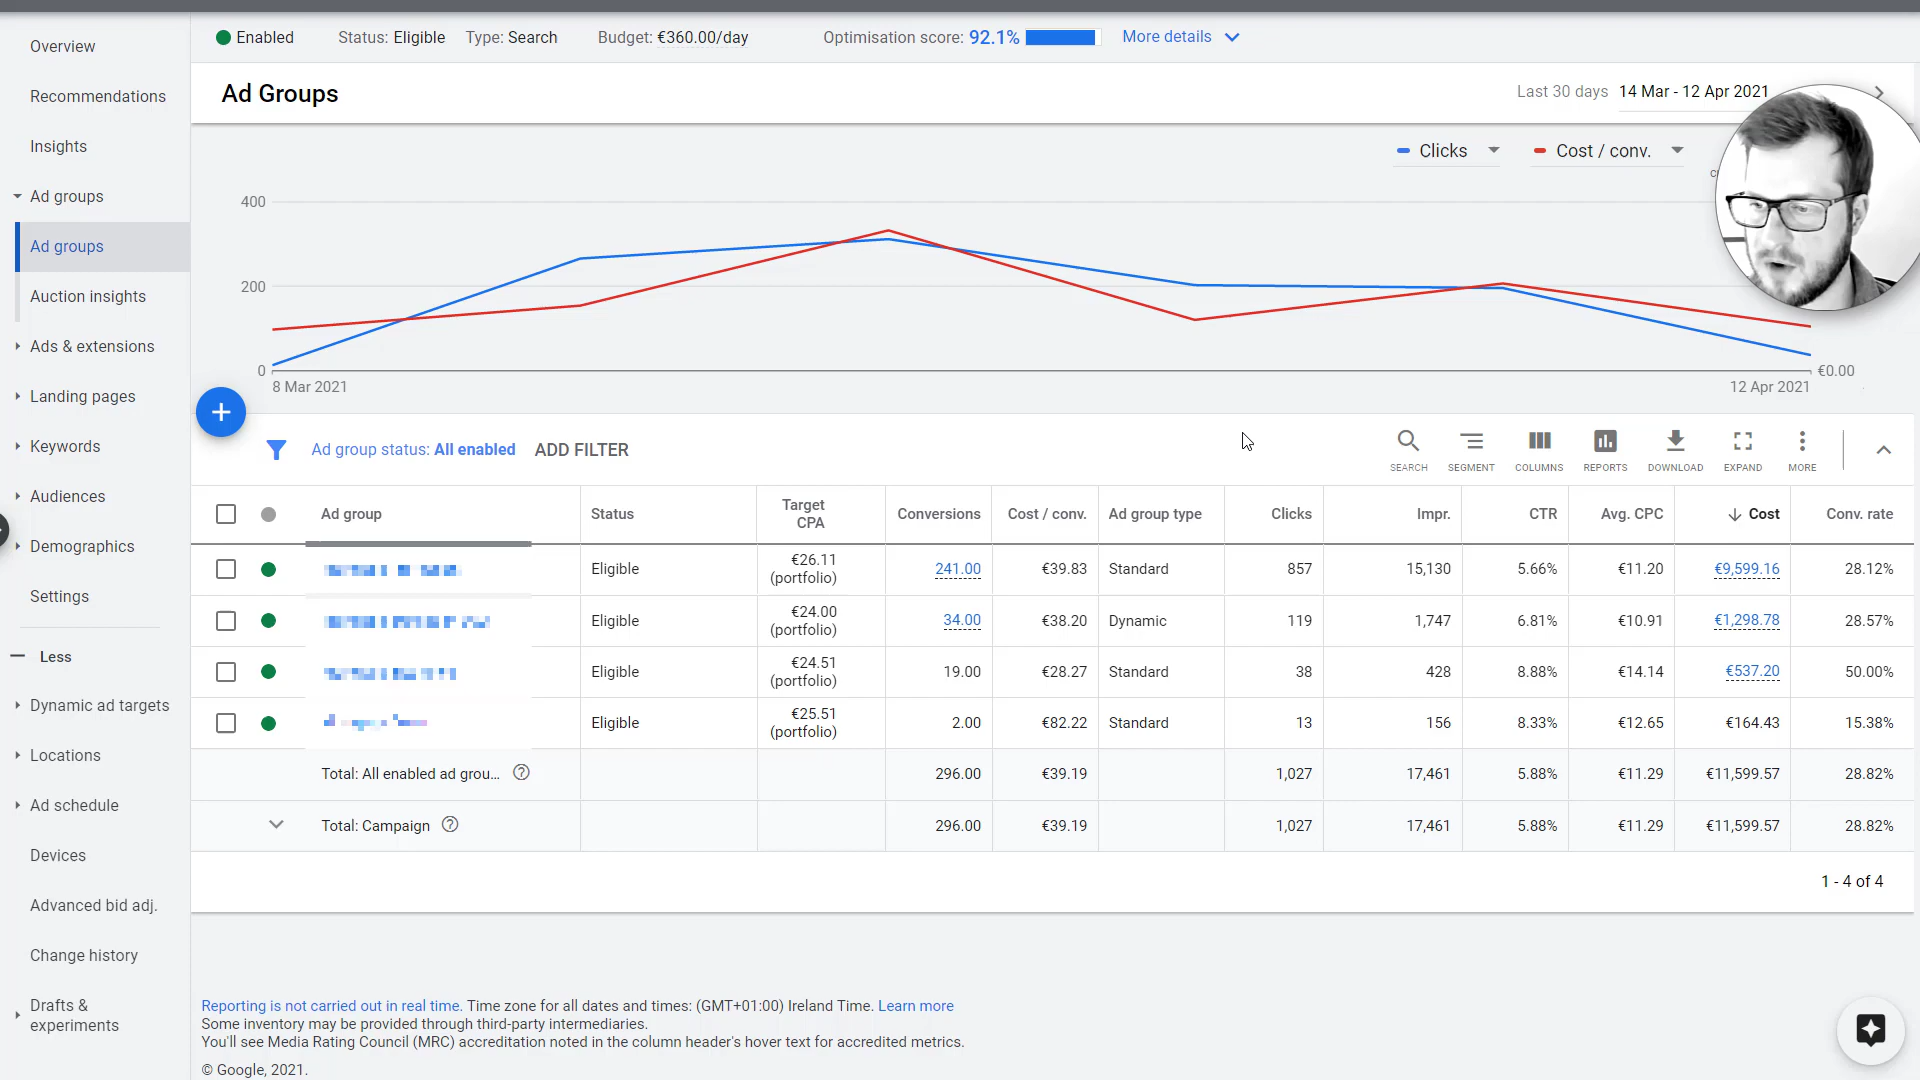 Enabled Status: Eligible Type: Search Budget: €360.00/day Optimisation score: 92.1% More details
Overview
Recommendations
Insights
Ad groups
Ad groups
Auction insights
Ads & extensions
Landing pages
Keywords
Audiences
Demographics
Settings
Less
Dynamic ad targets
Locations
Ad schedule
Devices
Advanced bid adj.
Change history
Drafts &
experiments
Ad Groups Last 30 days 14 Mar - 12 Apr 2021
Clicks Cost / conv.
400
200
0 €0.00
8 Mar 2021 12 Apr 2021
Ad group status: All enabled ADD FILTER
SEARCH SEGMENT COLUMNS REPORTS DOWNLOAD EXPAND MORE
Ad group Status Target CPA Conversions Cost / conv. Ad group type Clicks Impr. CTR Avg. CPC Cost Conv. rate
Eligible €26.11 (portfolio) 241.00 €39.83 Standard 857 15,130 5.66% €11.20 €9,599.16 28.12%
Eligible €24.00 (portfolio) 34.00 €38.20 Dynamic 119 1,747 6.81% €10.91 €1,298.78 28.57%
Eligible €24.51 (portfolio) 19.00 €28.27 Standard 38 428 8.88% €14.14 €537.20 50.00%
Eligible €25.51 (portfolio) 2.00 €82.22 Standard 13 156 8.33% €12.65 €164.43 15.38%
Total: All enabled ad grou... 296.00 €39.19 1,027 17,461 5.88% €11.29 €11,599.57 28.82%
Total: Campaign 296.00 €39.19 1,027 17,461 5.88% €11.29 €11,599.57 28.82%
1 - 4 of 4
Reporting is not carried out in real time. Time zone for all dates and times: (GMT+01:00) Ireland Time. Learn more
Some inventory may be provided through third-party intermediaries.
You'll see Media Rating Council (MRC) accreditation noted in the column header's hover text for accredited metrics.
© Google, 2021.